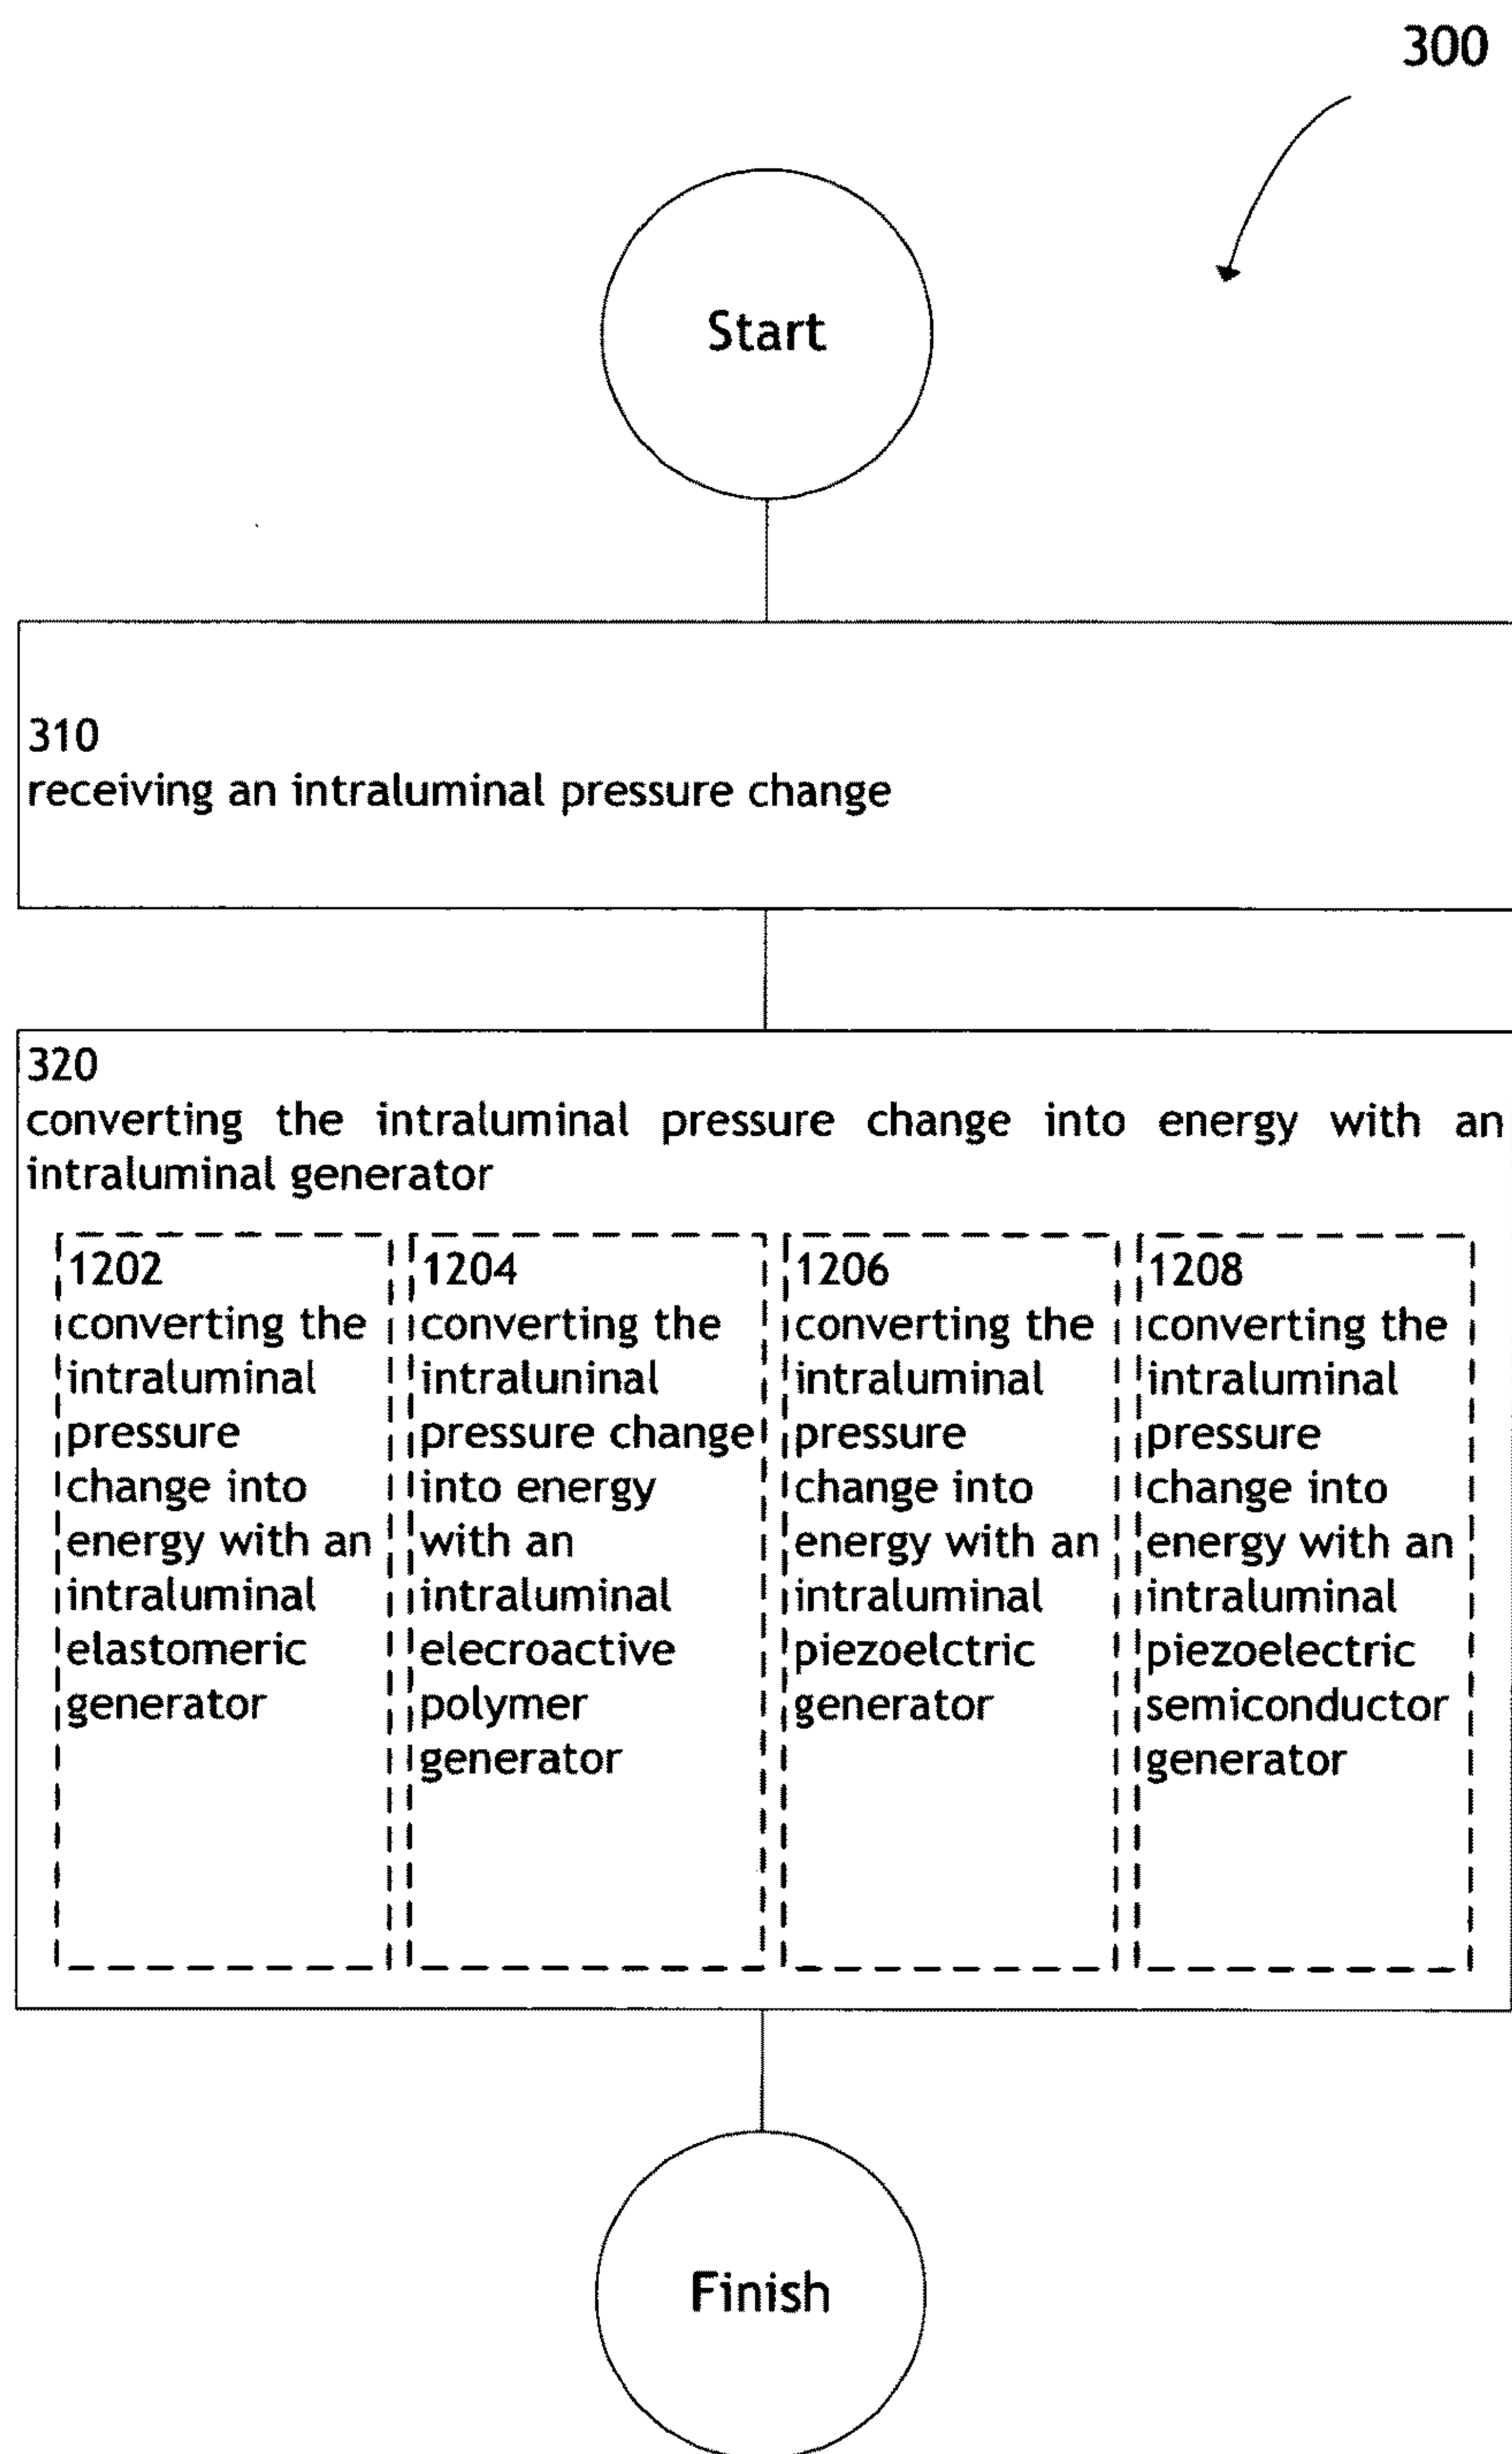 300
Start
310
receiving an intraluminal pressure change
320
converting the intraluminal pressure change into energy with an
intraluminal generator
1202
converting the
intraluminal
pressure
change into
energy with an
intraluminal
elastomeric
generator
1204
converting the
intraluninal
pressure change
into energy
with an
intraluminal
elecroactive
polymer
generator
1206
converting the
intraluminal
pressure
change into
energy with an
intraluminal
piezoelctric
generator
1208
converting the
intraluminal
pressure
change into
energy with an
intraluminal
piezoelectric
semiconductor
generator
Finish